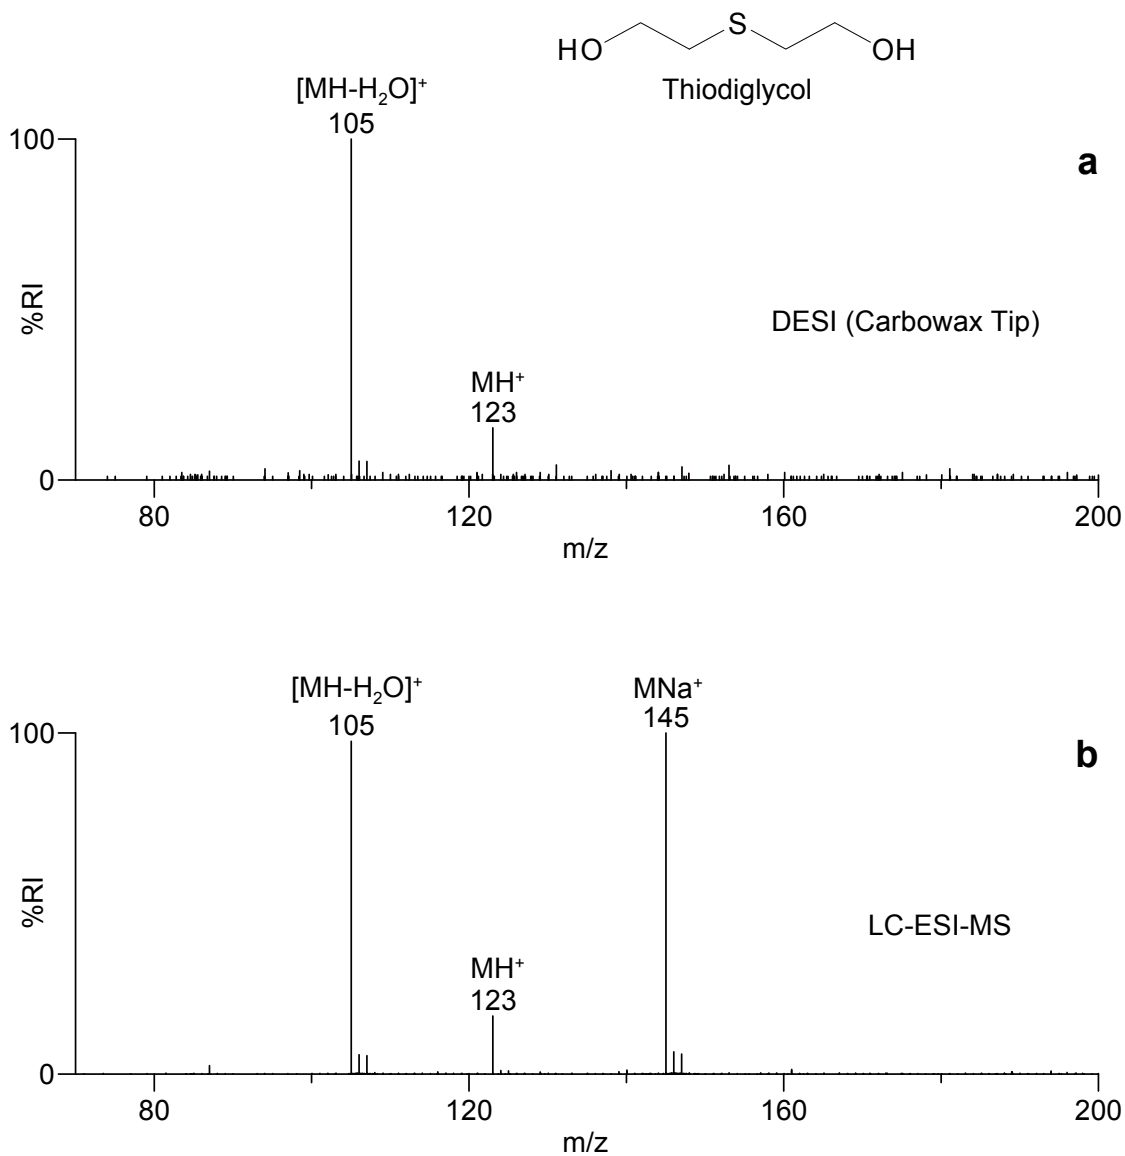 HO S OH
Thiodiglycol
[MH-H₂O]⁺
105
100
a
%RI
DESI (Carbowax Tip)
MH⁺
123
0
80 120 160 200
m/z
[MH-H₂O]⁺
105
MNa⁺
145
100
b
%RI
LC-ESI-MS
MH⁺
123
0
80 120 160 200
m/z